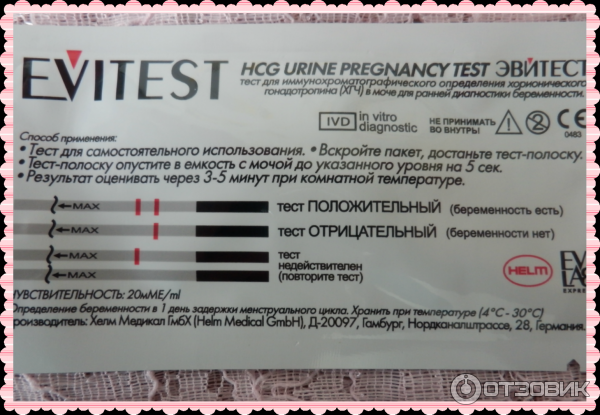 EVITEST HCG URINE PREGNANCY TEST ЭВИТЕСТ
тест для иммунохроматографического определения хорионического
гонадотропина (ХГЧ) в моче для ранней диагностики беременности.
IVD in vitro diagnostic
НЕ ПРИНИМАТЬ ВО ВНУТРЬ!
2
CE 0483
Способ применения:
• Тест для самостоятельного использования. • Вскройте пакет, достаньте тест-полоску.
• Тест-полоску опустите в емкость с мочой до указанного уровня на 5 сек.
• Результат оценивать через 3-5 минут при комнатной температуре.
←MAX тест ПОЛОЖИТЕЛЬНЫЙ (беременность есть)
←MAX тест ОТРИЦАТЕЛЬНЫЙ (беременности нет)
←MAX тест
недействителен
(повторите тест)
HELM
ЧУВСТВИТЕЛЬНОСТЬ: 20мМЕ/ml
Определение беременности в 1 день задержки менструального цикла. Хранить при температуре (4°C - 30°C)
Производитель: Хелм Медикал ГмбХ (Helm Medical GmbH), Д-20097, Гамбург, Нордканалштрассе, 28, Германия.
ОТЗОВИК